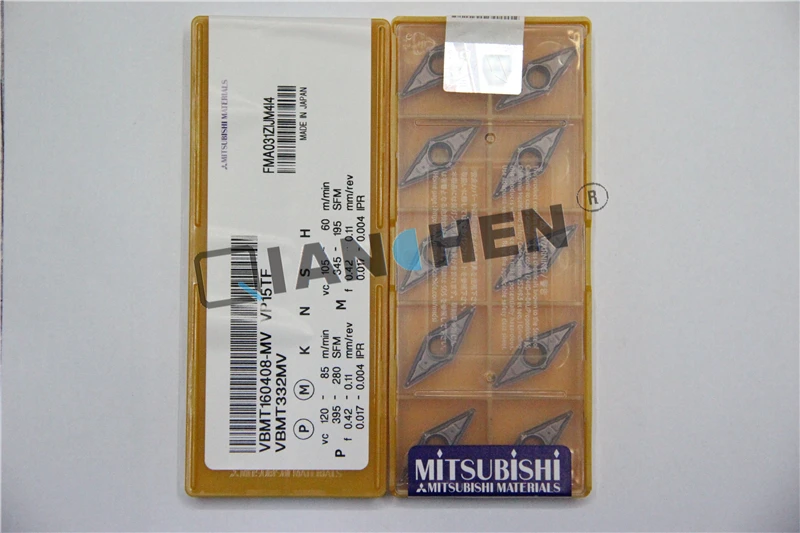 MITSUBISHI MATERIALS
FMA031ZIJM4I4
MADE IN JAPAN
VBMT160408-MV VP15TF
VBMT332MV
P M K N S H
vc 120 - 85 m/min
P 395 - 280 SFM
f 0.42 - 0.11 mm/rev
0.017 - 0.004 IPR
vc 105 - 60 m/min
M 345 - 195 SFM
f 0.42 - 0.11 mm/rev
0.017 - 0.004 IPR
QIANCHEN ®
MITSUBISHI
MITSUBISHI MATERIALS